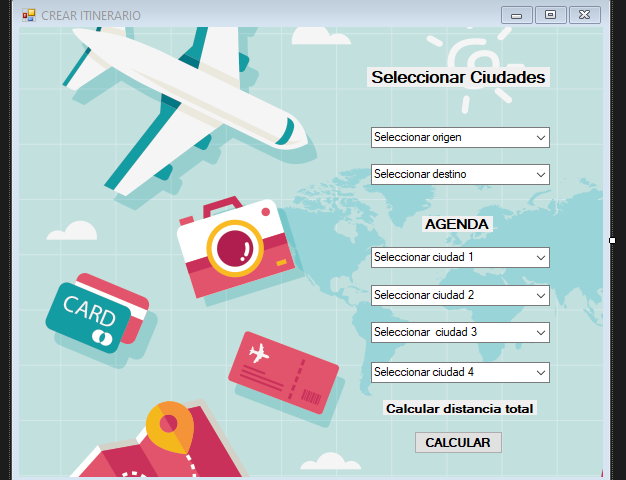 CREAR ITINERARIO
Seleccionar Ciudades
Seleccionar origen
Seleccionar destino
AGENDA
Seleccionar ciudad 1
Seleccionar ciudad 2
Seleccionar  ciudad 3
Seleccionar ciudad 4
CARD
Calcular distancia total
CALCULAR